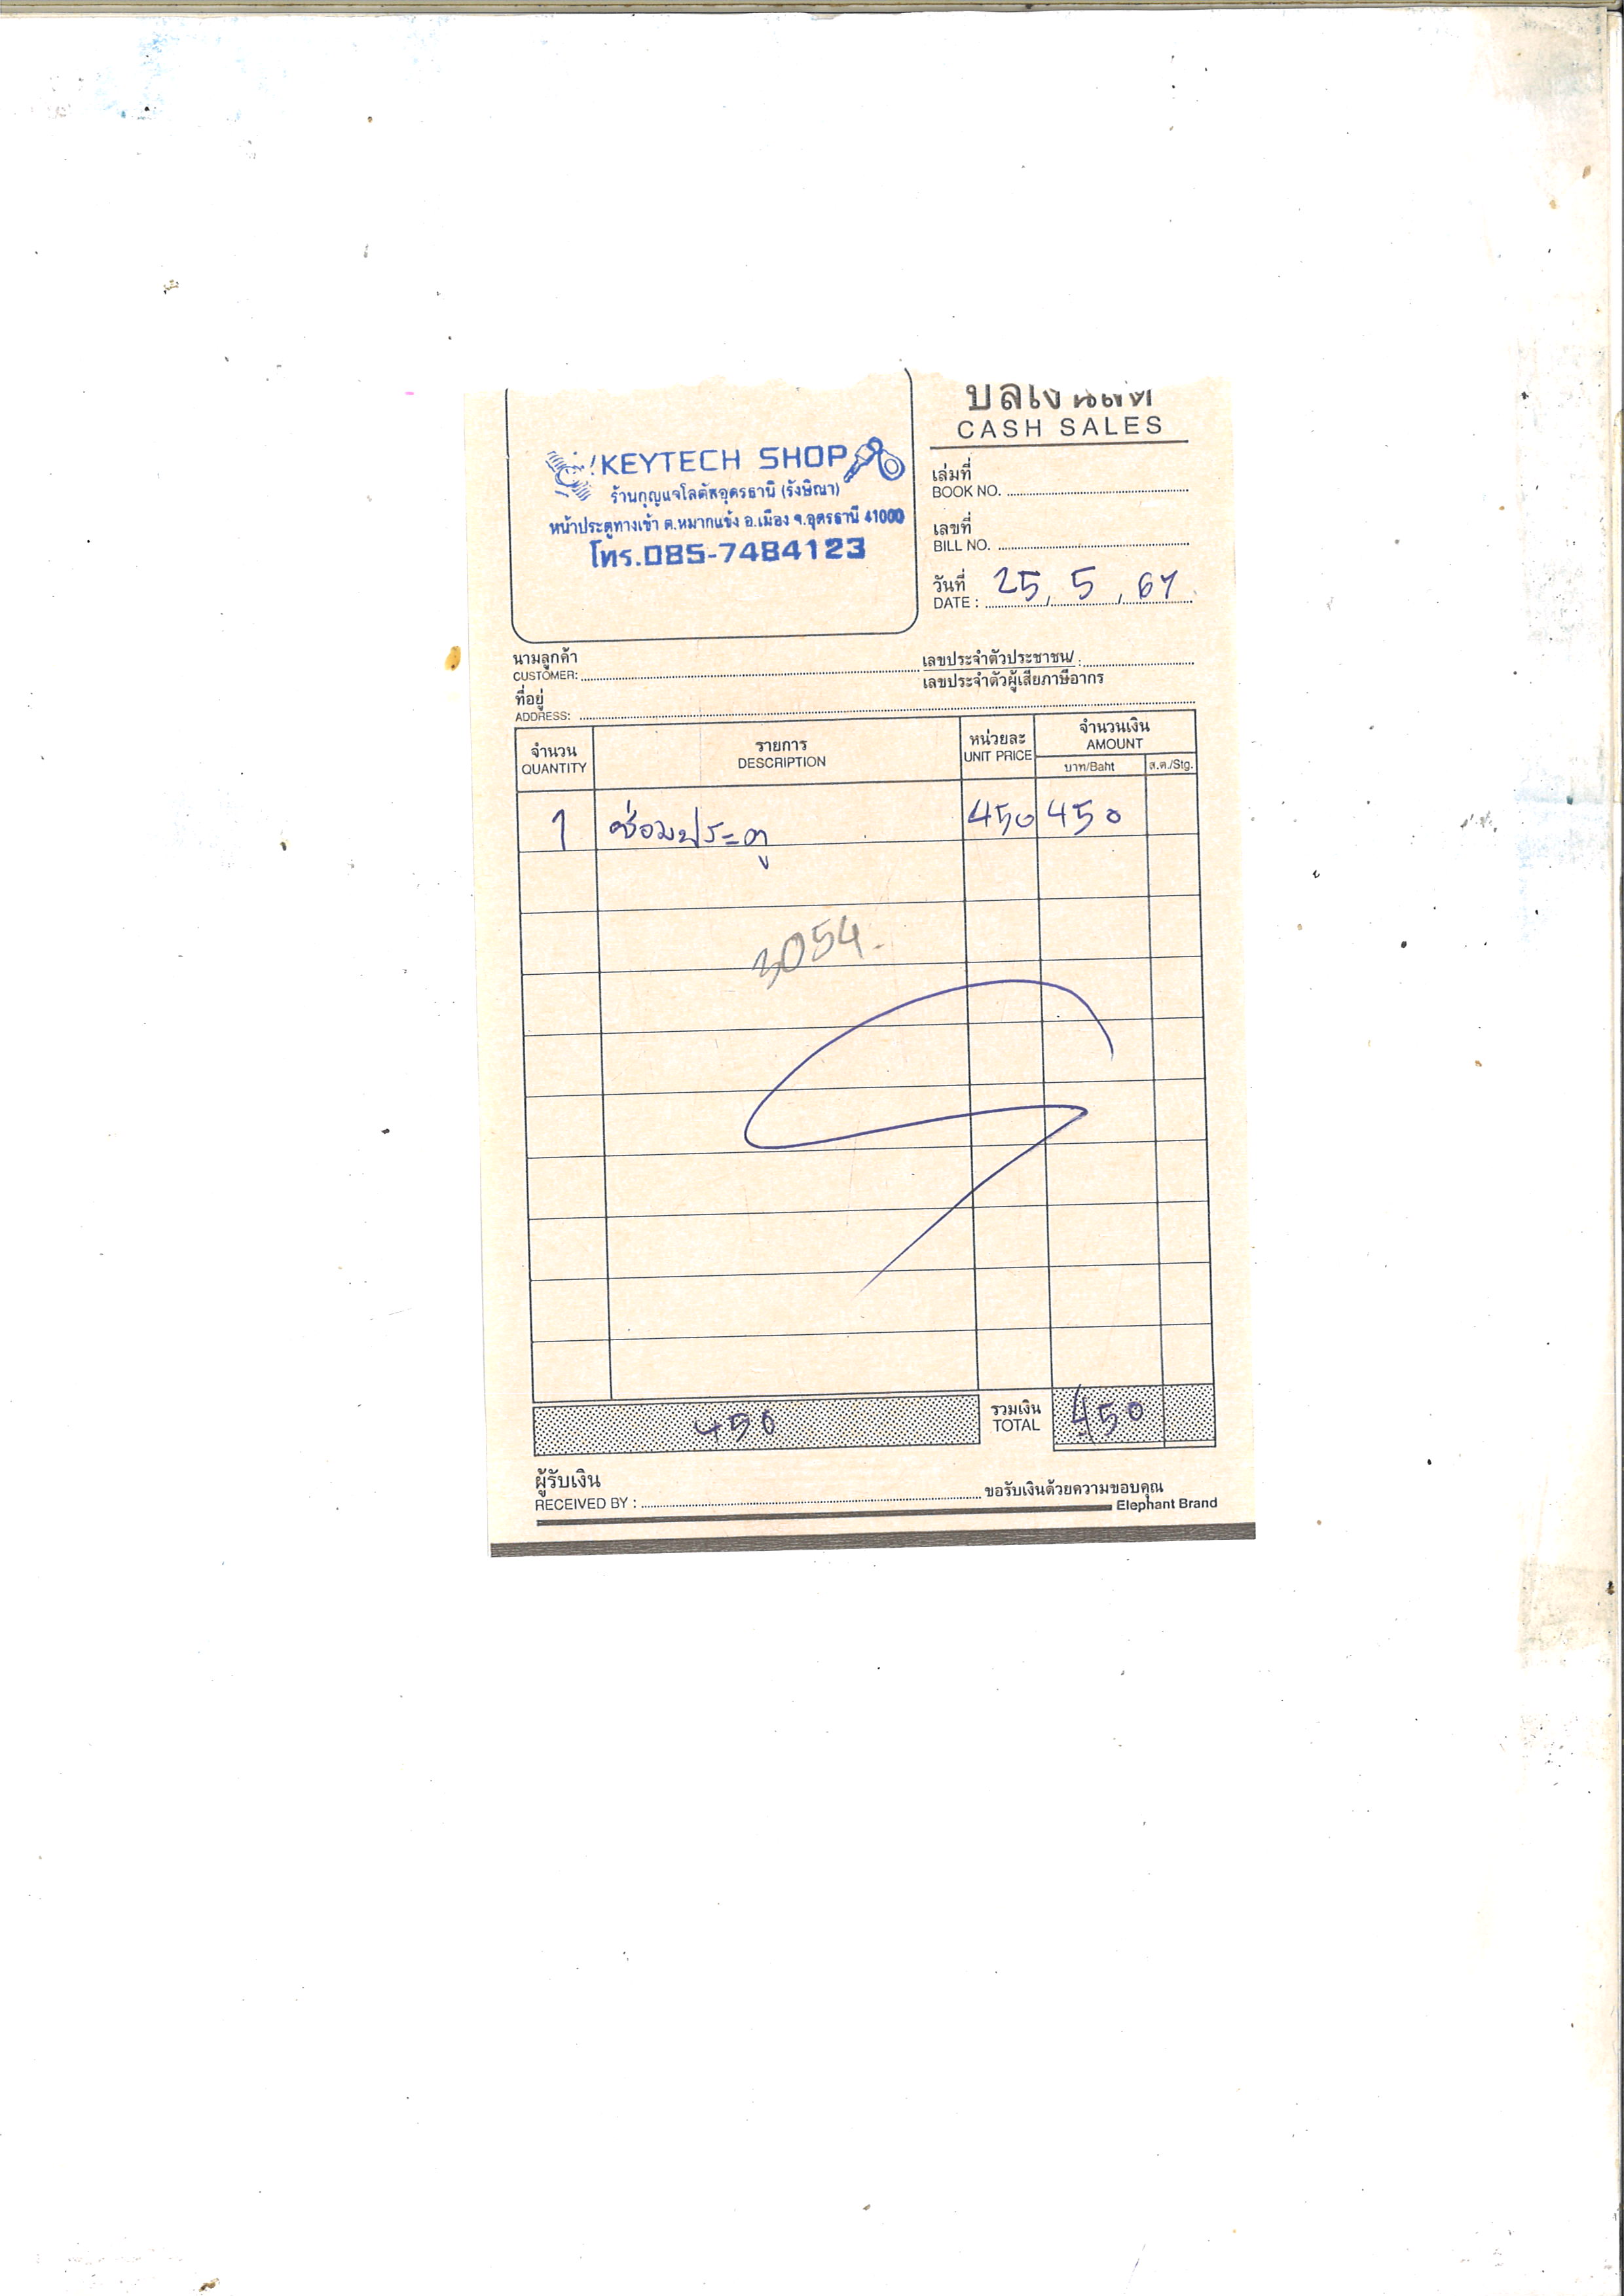 บิลเงินสด
CASH SALES
KEYTECH SHOP
ร้านกุญแจโลตัสอุดรธานี (รังษิณา)
หน้าประตูทางเข้า ต.หมากแข้ง อ.เมือง จ.อุดรธานี 41000
โทร.085-7484123
เล่มที่
BOOK NO.
เลขที่
BILL NO.
วันที่ 25, 5, 67
DATE :
นามลูกค้า
CUSTOMER:
เลขประจำตัวประชาชน/ :
เลขประจำตัวผู้เสียภาษีอากร
ที่อยู่
ADDRESS:
จำนวน
QUANTITY
รายการ
DESCRIPTION
หน่วยละ
UNIT PRICE
จำนวนเงิน
AMOUNT
บาท/Baht ส.ต./Stg.
1 ซ่อมประตู 450 450
3054.
450 รวมเงิน 450
TOTAL
ผู้รับเงิน
RECEIVED BY : ขอรับเงินด้วยความขอบคุณ
Elephant Brand